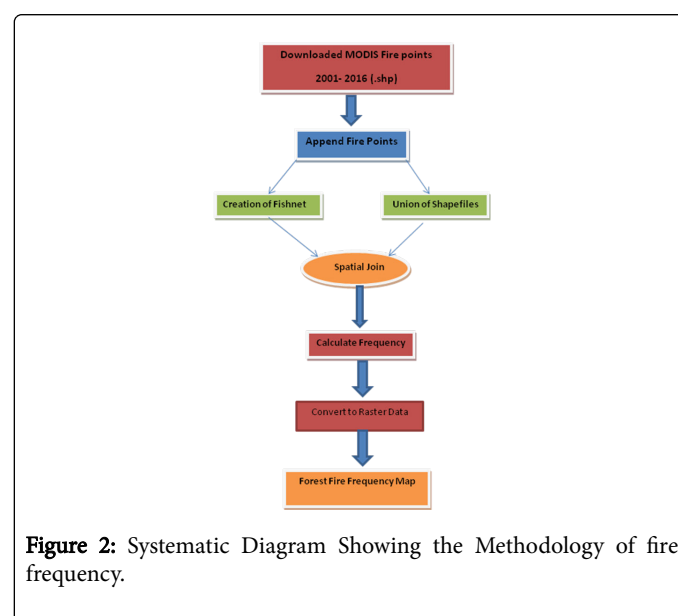 Downloaded MODIS Fire points
2001- 2016 (.shp)
Append Fire Points
Creation of Fishnet
Union of Shapefiles
Spatial Join
Calculate Frequency
Convert to Raster Data
Forest Fire Frequency Map
Figure 2: Systematic Diagram Showing the Methodology of fire
frequency.